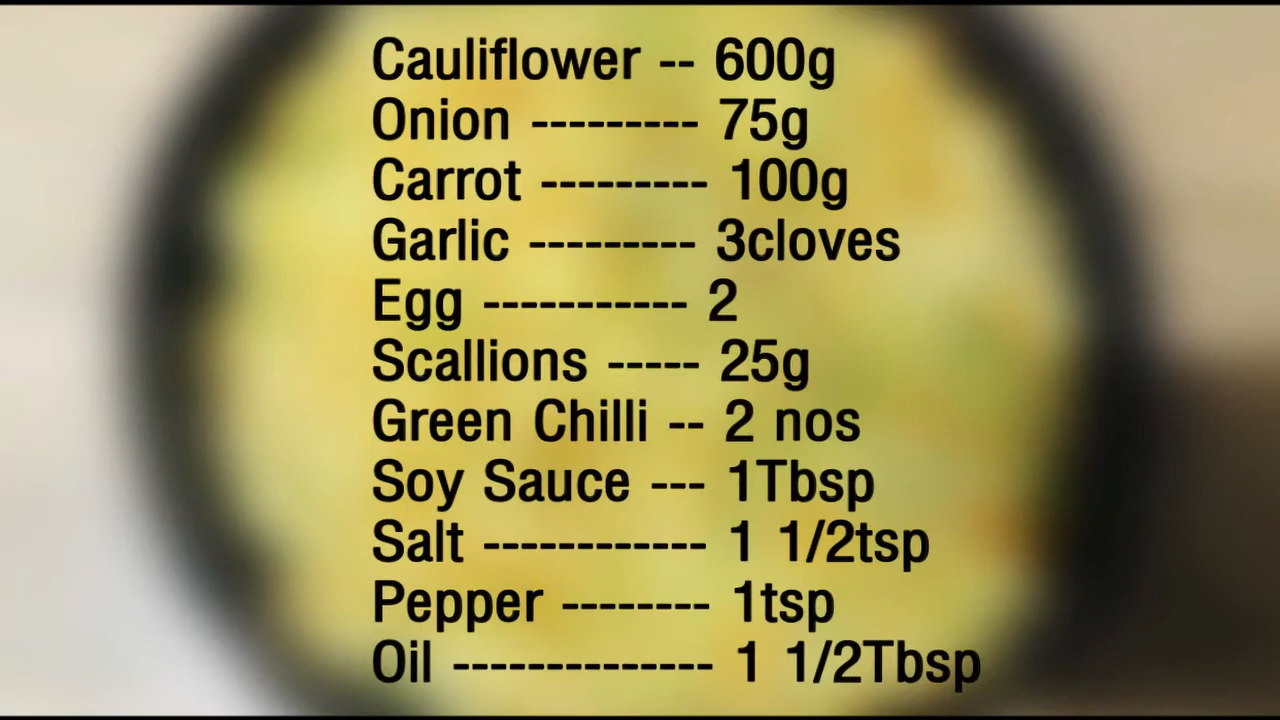 Cauliflower -- 600g
Onion --------- 75g
Carrot --------- 100g
Garlic --------- 3cloves
Egg ----------- 2
Scallions ----- 25g
Green Chilli -- 2 nos
Soy Sauce --- 1Tbsp
Salt ------------ 1 1/2tsp
Pepper -------- 1tsp
Oil -------------- 1 1/2Tbsp